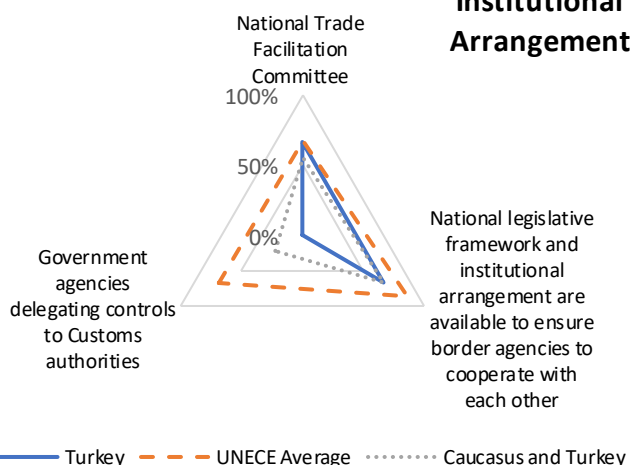 Institutional
Arrangement
National Trade
Facilitation
Committee
100%
50%
0%
National legislative
framework and
institutional
arrangement are
available to ensure
border agencies to
cooperate with
each other
Government
agencies
delegating controls
to Customs
authorities
Turkey
UNECE Average
Caucasus and Turkey